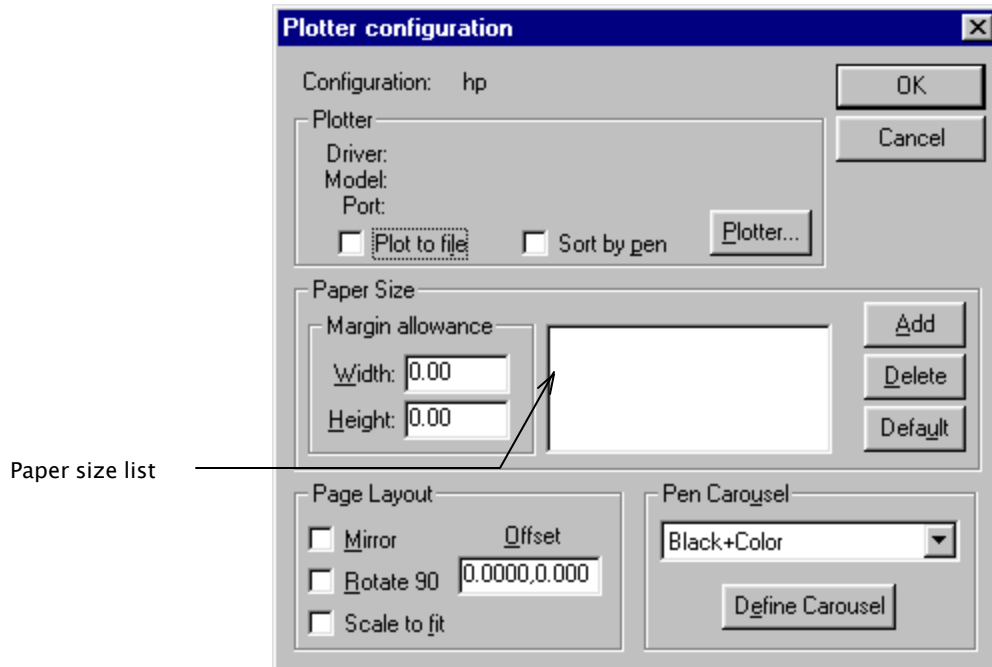 Plotter configuration
Configuration: hp
OK
Cancel
Plotter
Driver:
Model:
Port:
Plot to file
Sort by pen
Plotter...
Paper Size
Margin allowance
Width: 0.00
Height: 0.00
Add
Delete
Default
Paper size list
Page Layout
Mirror
Rotate 90
Scale to fit
Offset
0.0000,0.000
Pen Carousel
Black+Color
Define Carousel